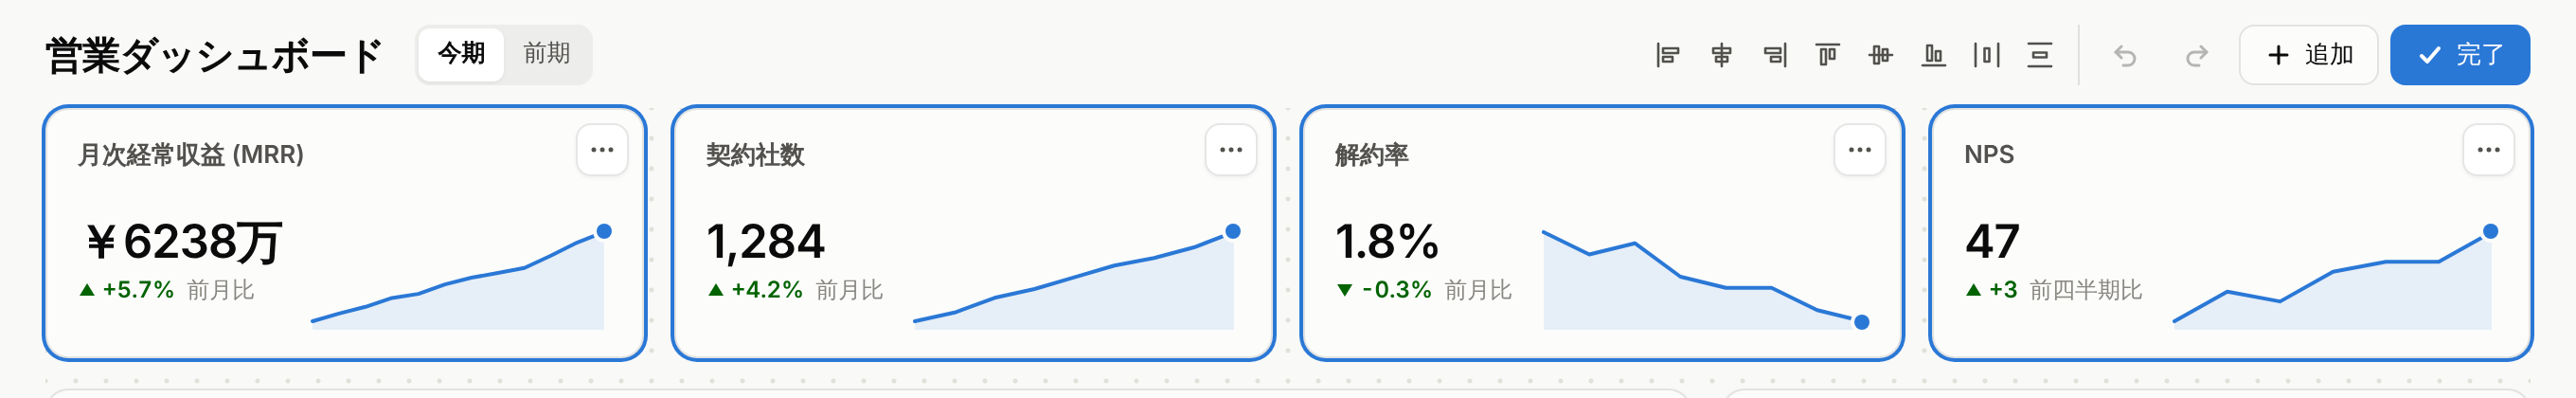 営業ダッシュボード 今期 前期 追加 完了
月次経常収益 (MRR)
¥6238万
▲ +5.7% 前月比
契約社数
1,284
▲ +4.2% 前月比
解約率
1.8%
▼ -0.3% 前月比
NPS
47
▲ +3 前四半期比